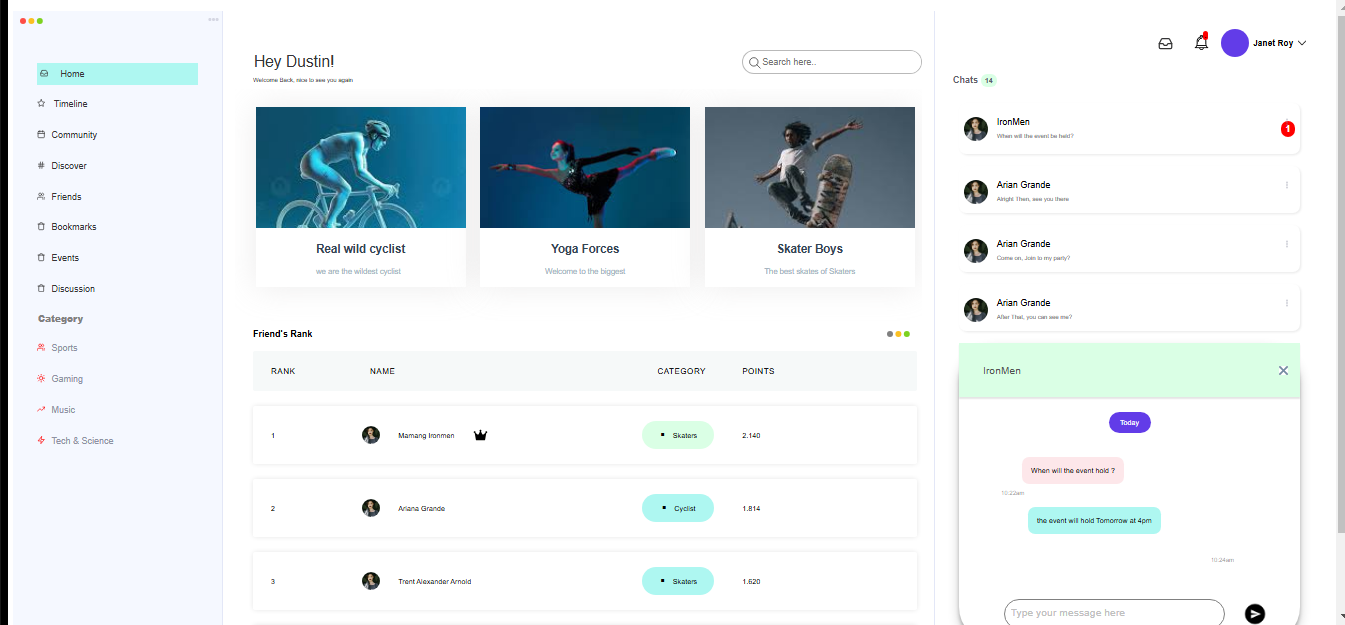 Home
Timeline
Community
Discover
Friends
Bookmarks
Events
Discussion
Category
Sports
Gaming
Music
Tech & Science
Hey Dustin!
Welcome Back, nice to see you again
Search here..
Real wild cyclist
we are the wildest cyclist
Yoga Forces
Welcome to the biggest
Skater Boys
The best skates of Skaters
Friend's Rank
RANK NAME CATEGORY POINTS
1 Mamang Ironmen Skaters 2.140
2 Ariana Grande Cyclist 1.814
3 Trent Alexander Arnold Skaters 1.620
Janet Roy
Chats 14
IronMen
When will the event be held?
1
Arian Grande
Alright Then, see you there
Arian Grande
Come on, Join to my party?
Arian Grande
After That, you can see me?
IronMen
Today
When will the event hold ?
10:22am
the event will hold Tomorrow at 4pm
10:24am
Type your message here